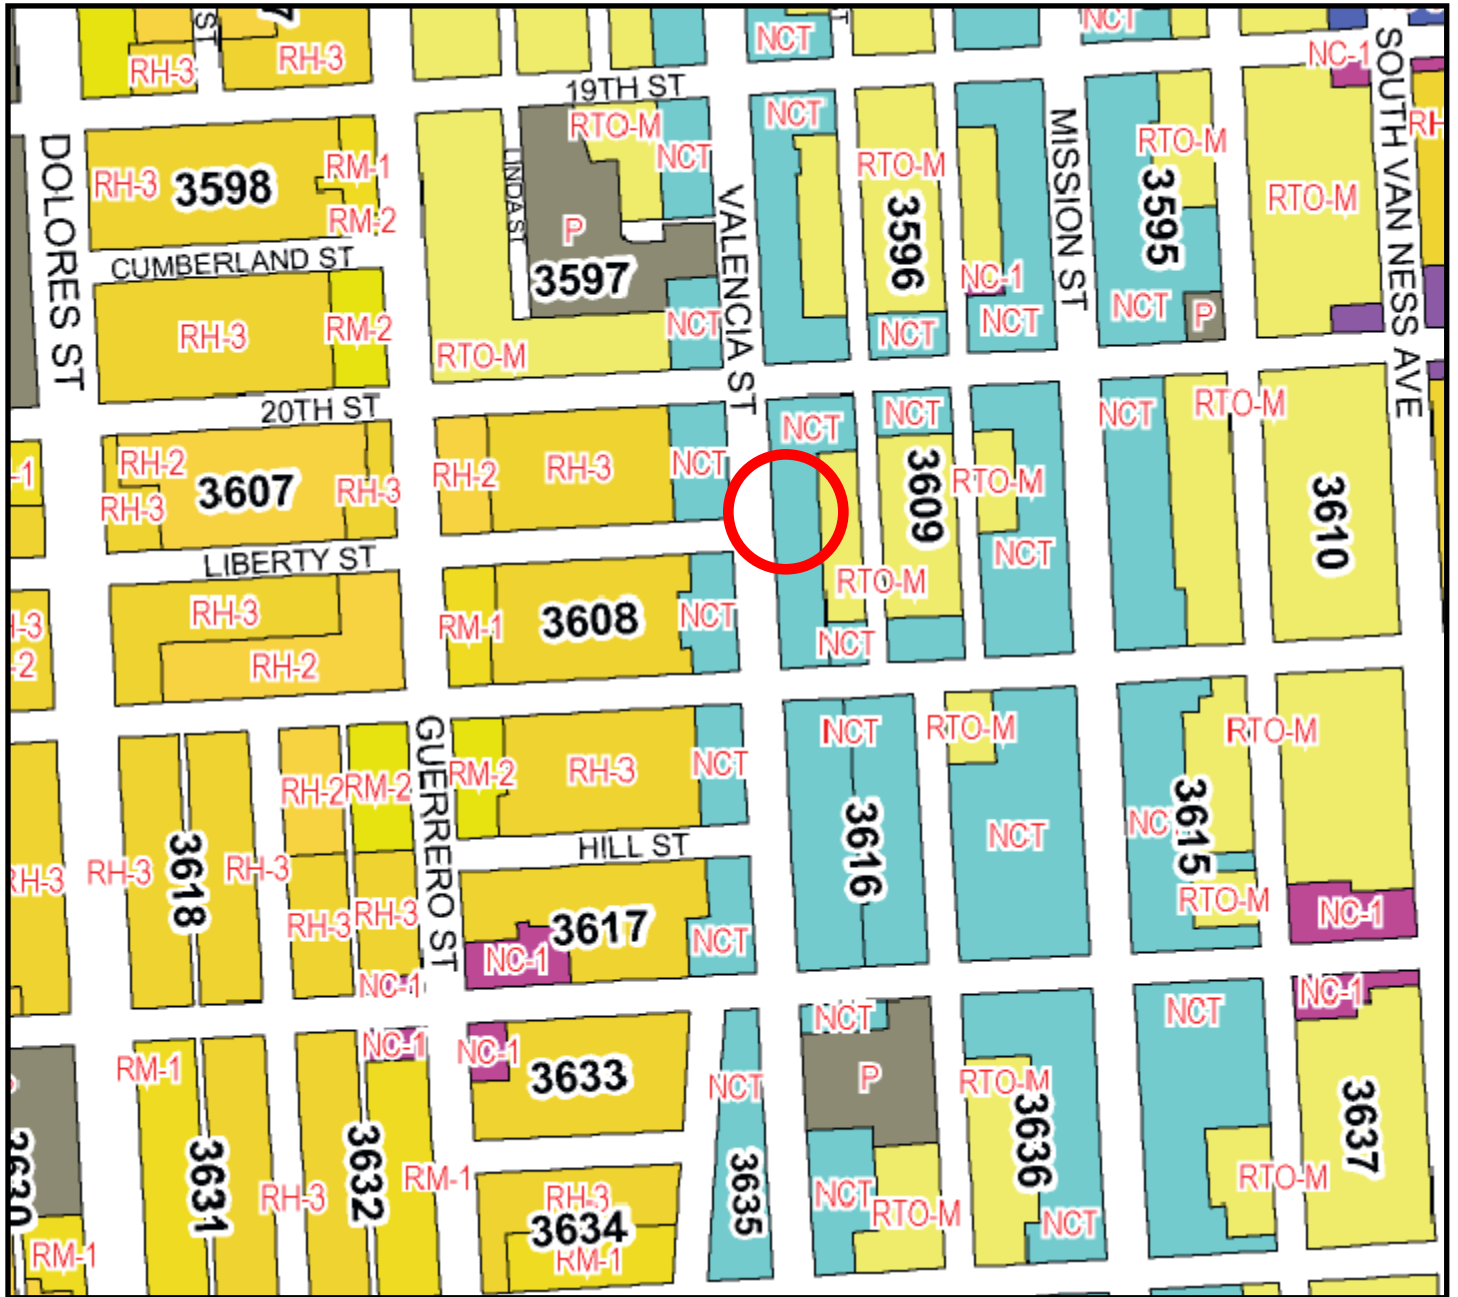 RH-3
RH-3
NCT
NCT
NC-1
19TH ST
DOLORES ST
RH-3
3598
RM-1
RM-2
CUMBERLAND ST
LINDA ST
RTO-M
NCT
P
3597
NCT
RTO-M
VALENCIA ST
NCT
RTO-M
3596
NCT
NC-1
NCT
MISSION ST
RTO-M
3595
NCT
P
RTO-M
SOUTH VAN NESS AVE
RH-3
RM-2
20TH ST
RH-2
RH-3
3607
RH-3
RH-2
RH-3
NCT
NCT
NCT
3609
RTO-M
RTO-M
NCT
NCT
RTO-M
3610
NCT
LIBERTY ST
RH-3
RH-2
RM-1
3608
NCT
GUERRERO ST
RH-3
3618
RH-3
RH-2
RM-2
RH-3
RH-3
NC-1
RM-2
RH-3
NCT
HILL ST
3617
NC-1
NCT
NCT
3616
RTO-M
NCT
3615
RTO-M
RTO-M
NC-1
RH-3
RM-1
3631
RH-3
3632
NC-1
RM-1
NC-1
3633
RH-3
3634
RM-1
NCT
3635
NCT
P
NCT
RTO-M
RTO-M
3636
NCT
NCT
RTO-M
NC-1
3637
3630
RM-1